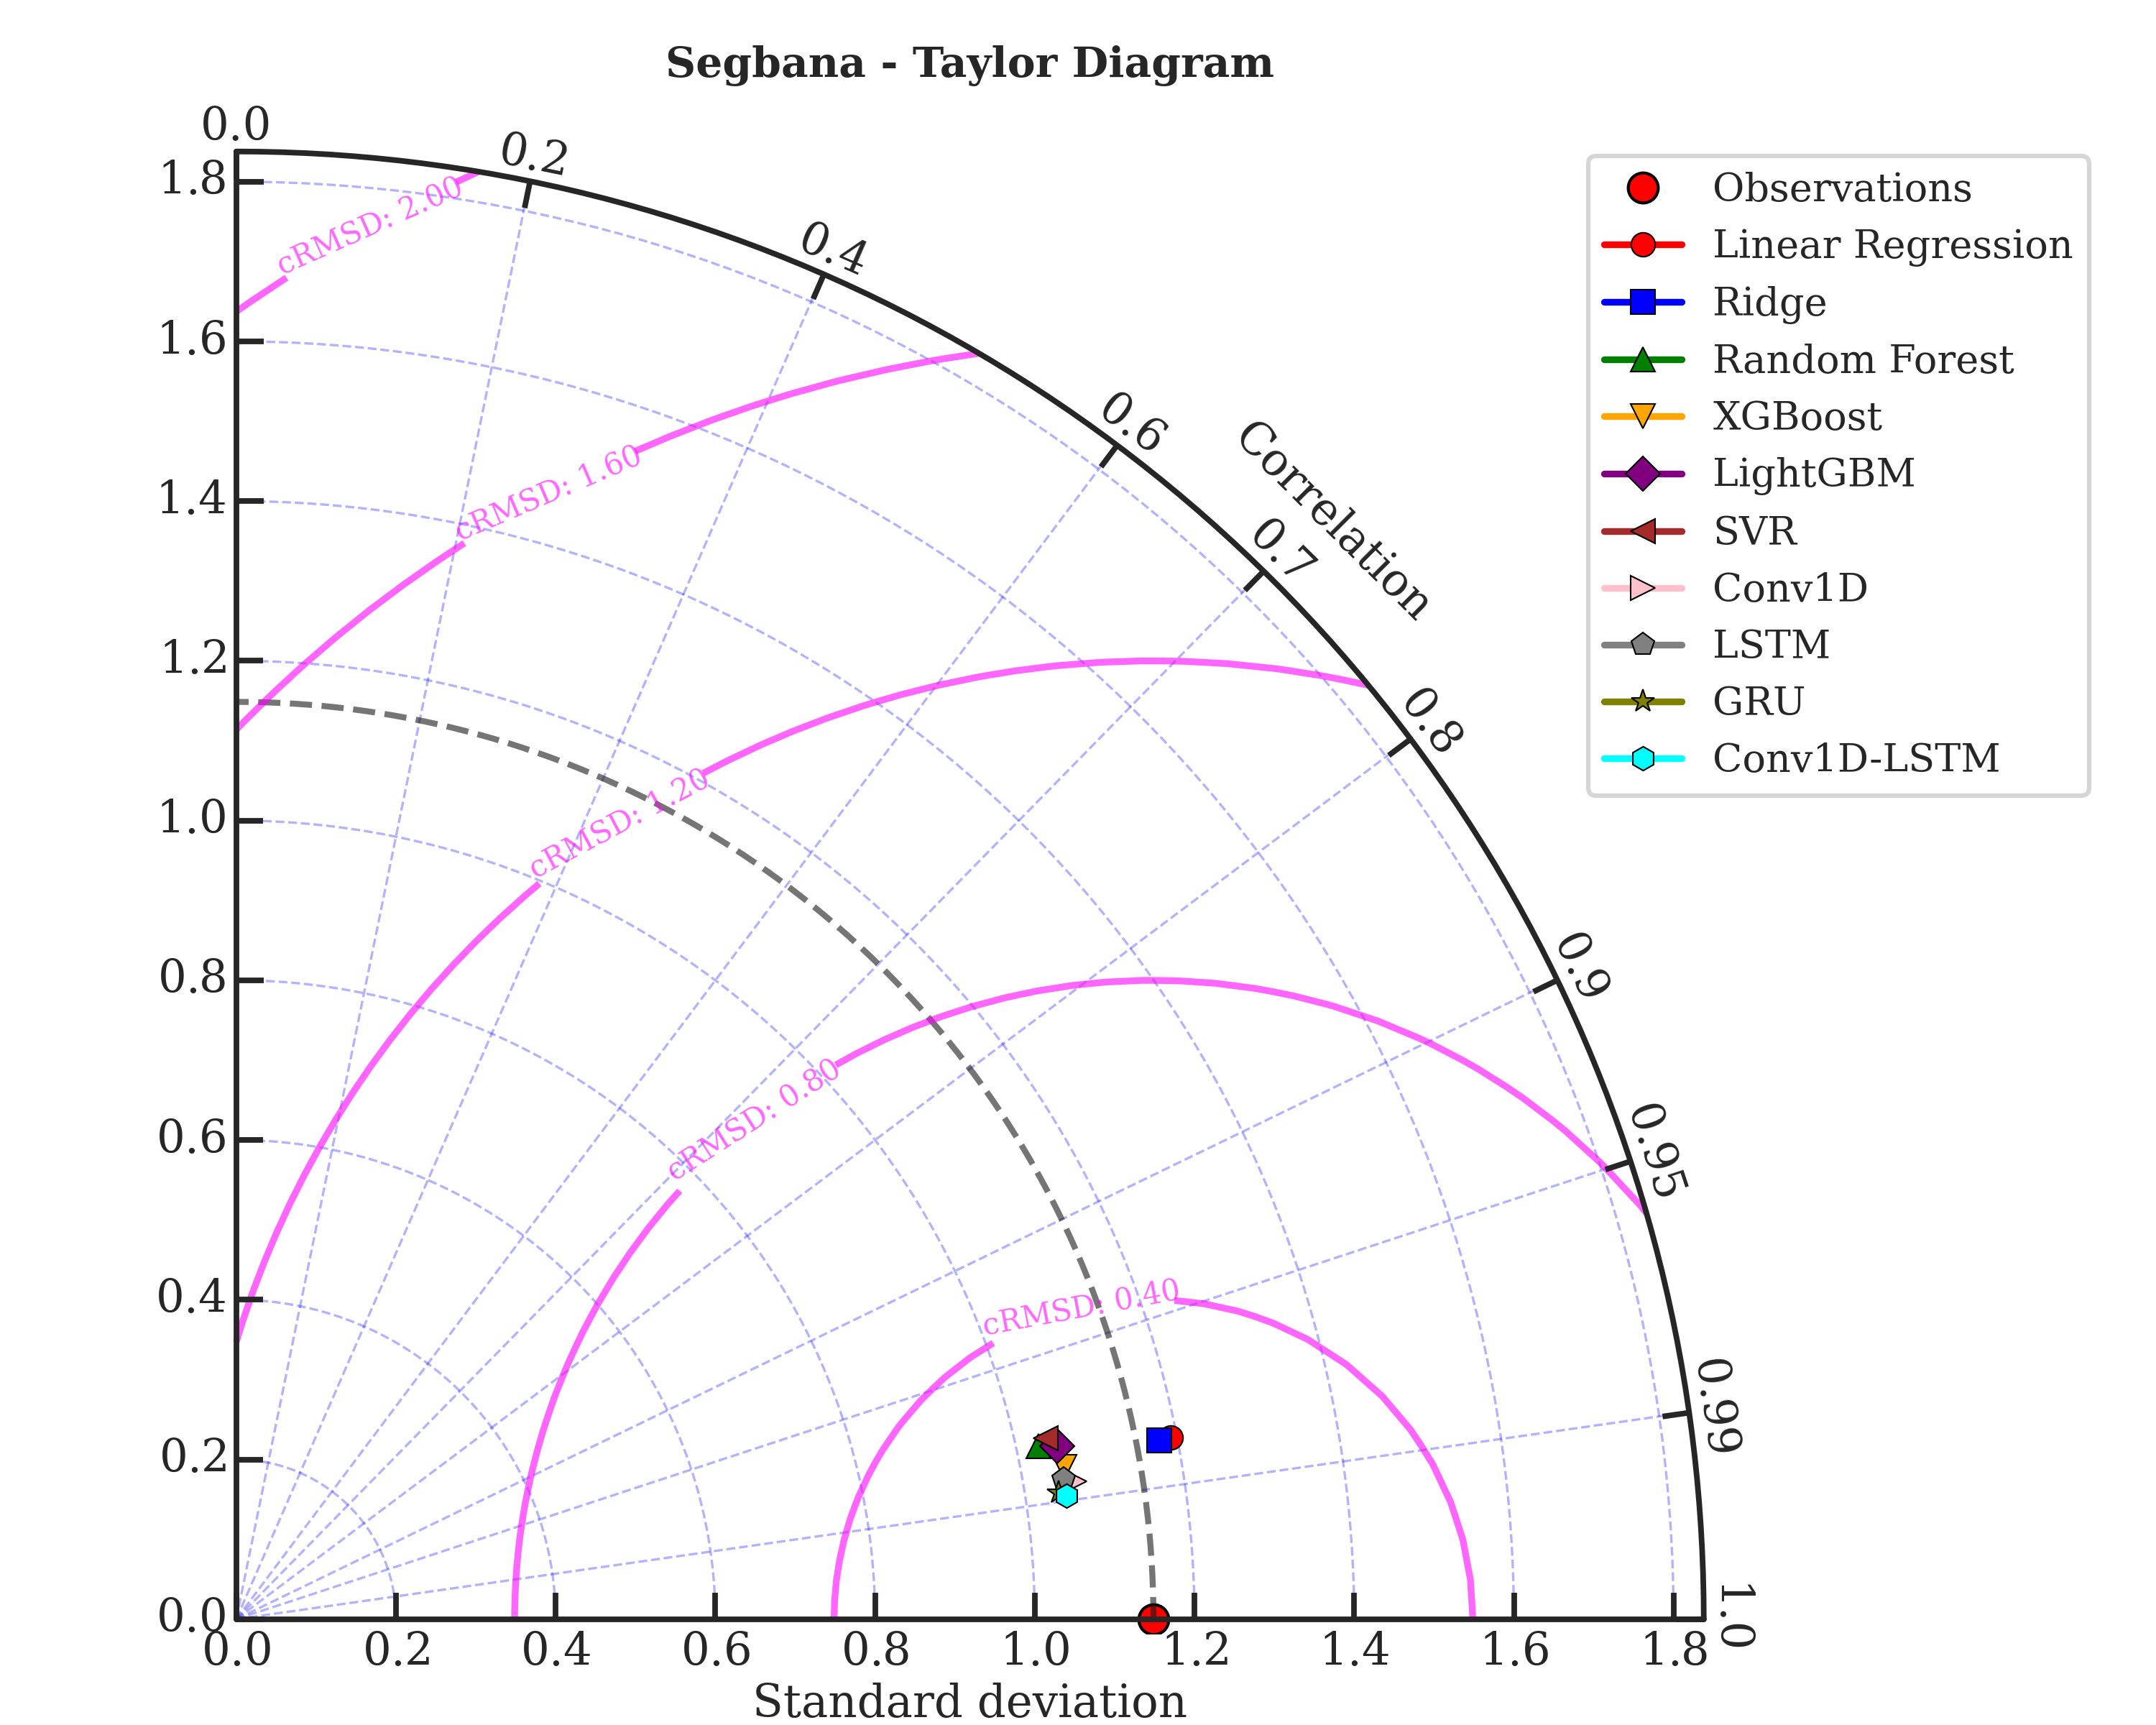 Segbana - Taylor Diagram
0.0
0.2
0.4
0.6
0.7
0.8
0.9
0.95
0.99
1.0
Correlation
1.8
1.6
1.4
1.2
1.0
0.8
0.6
0.4
0.2
0.0
cRMSD: 2.00
cRMSD: 1.60
cRMSD: 1.20
cRMSD: 0.80
cRMSD: 0.40
0.0 0.2 0.4 0.6 0.8 1.0 1.2 1.4 1.6 1.8
Standard deviation
Observations
Linear Regression
Ridge
Random Forest
XGBoost
LightGBM
SVR
Conv1D
LSTM
GRU
Conv1D-LSTM